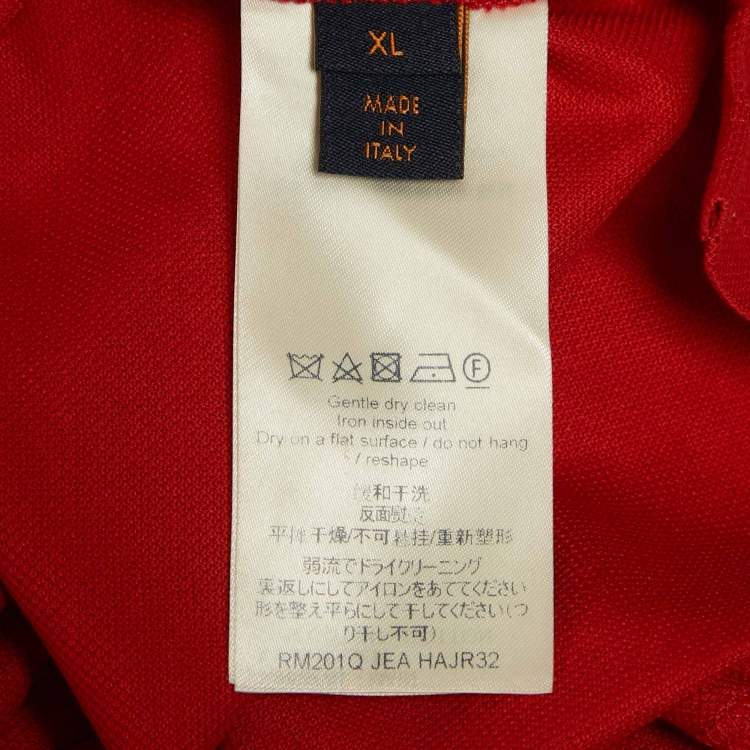 XL
MADE
IN
ITALY
F
Gentle dry clean
Iron inside out
Dry on a flat surface / do not hang
/ reshape
缓和干洗
反面熨烫
平摊干燥/不可悬挂/重新塑形
弱流でドライクリーニング
裏返しにしてアイロンをあててください
形を整え平らにして干してください(つ
り干し不可)
RM201Q JEA HAJR32